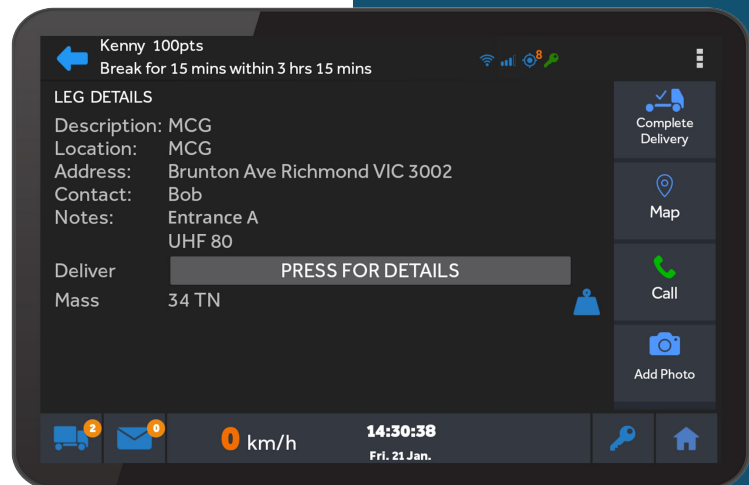 Kenny 100pts
Break for 15 mins within 3 hrs 15 mins
8
LEG DETAILS
Description: MCG
Location: MCG
Address: Brunton Ave Richmond VIC 3002
Contact: Bob
Notes: Entrance A
UHF 80
Deliver PRESS FOR DETAILS
Mass 34 TN
Complete
Delivery
Map
Call
Add Photo
2
0
0 km/h
14:30:38
Fri. 21 Jan.